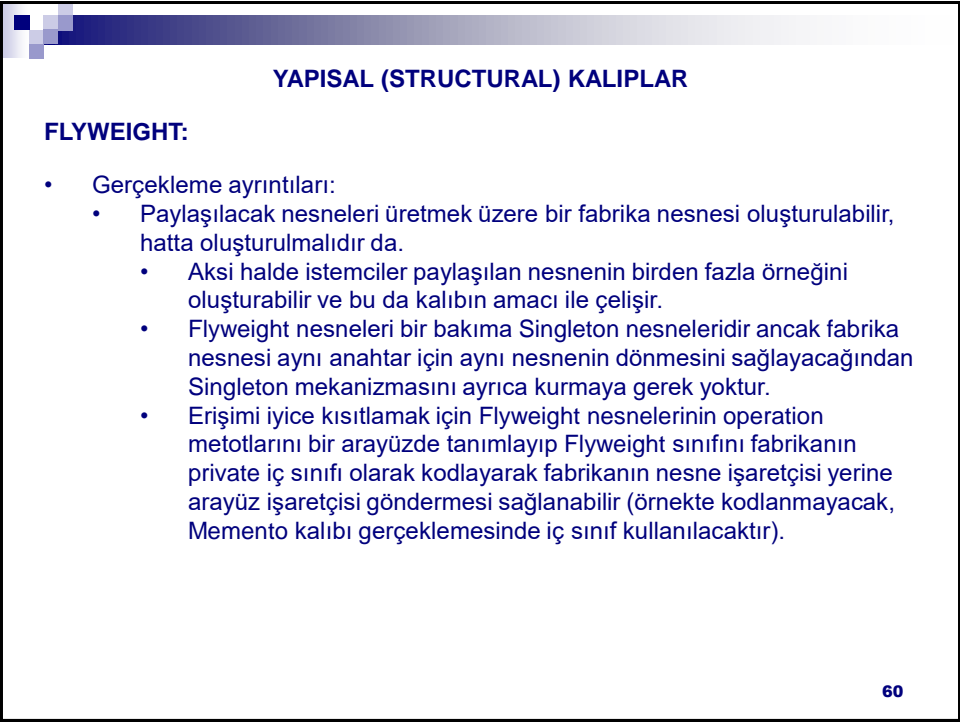 YAPISAL (STRUCTURAL) KALIPLAR
FLYWEIGHT:
• Gerçekleme ayrıntıları:
• Paylaşılacak nesneleri üretmek üzere bir fabrika nesnesi oluşturulabilir,
hatta oluşturulmalıdır da.
• Aksi halde istemciler paylaşılan nesnenin birden fazla örneğini
oluşturabilir ve bu da kalıbın amacı ile çelişir.
• Flyweight nesneleri bir bakıma Singleton nesneleridir ancak fabrika
nesnesi aynı anahtar için aynı nesnenin dönmesini sağlayacağından
Singleton mekanizmasını ayrıca kurmaya gerek yoktur.
• Erişimi iyice kısıtlamak için Flyweight nesnelerinin operation
metotlarını bir arayüzde tanımlayıp Flyweight sınıfını fabrikanın
private iç sınıfı olarak kodlayarak fabrikanın nesne işaretçisi yerine
arayüz işaretçisi göndermesi sağlanabilir (örnekte kodlanmayacak,
Memento kalıbı gerçeklemesinde iç sınıf kullanılacaktır).
60